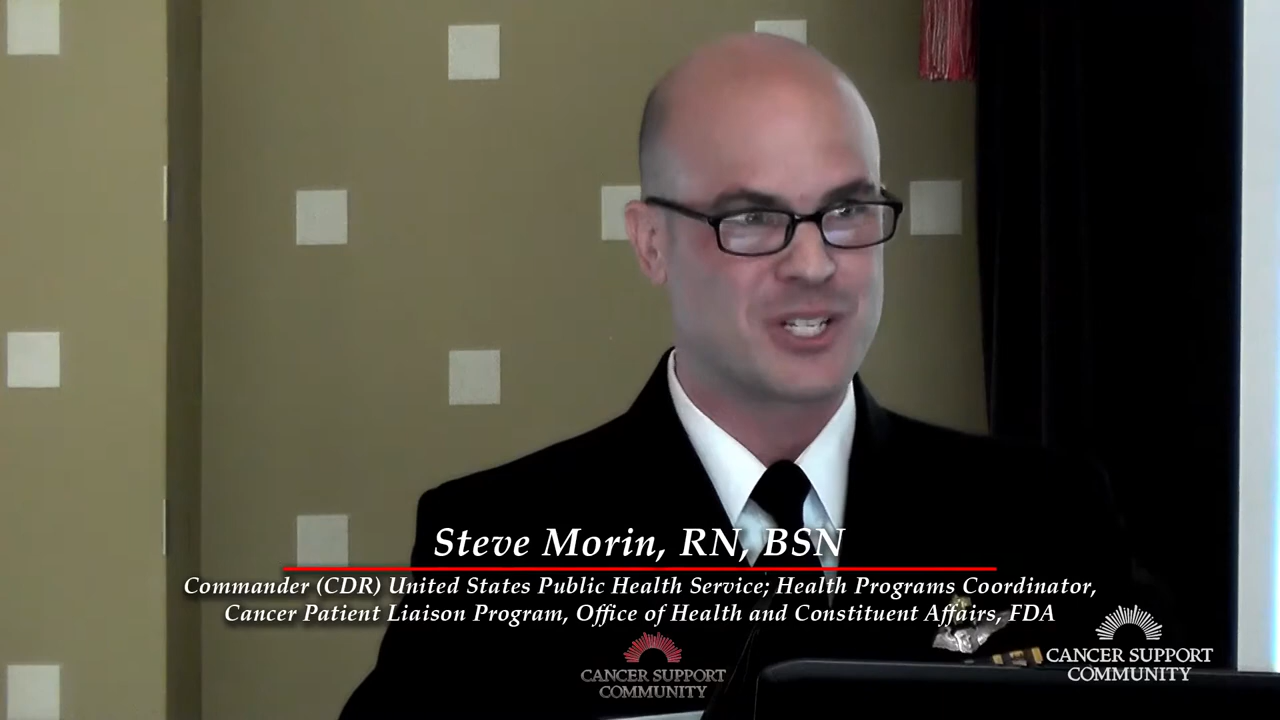 Steve Morin, RN, BSN
Commander (CDR) United States Public Health Service; Health Programs Coordinator,
Cancer Patient Liaison Program, Office of Health and Constituent Affairs, FDA
CANCER SUPPORT
COMMUNITY
CANCER SUPPORT
COMMUNITY